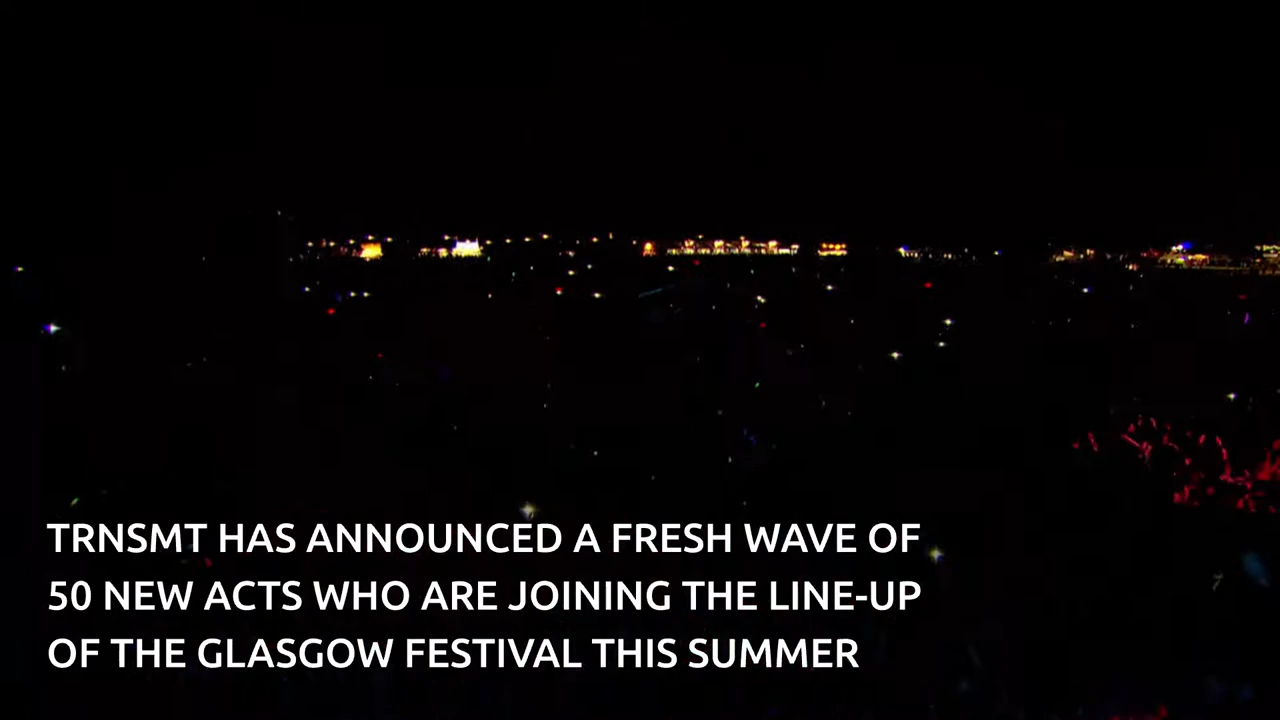 TRNSMT HAS ANNOUNCED A FRESH WAVE OF
50 NEW ACTS WHO ARE JOINING THE LINE-UP
OF THE GLASGOW FESTIVAL THIS SUMMER